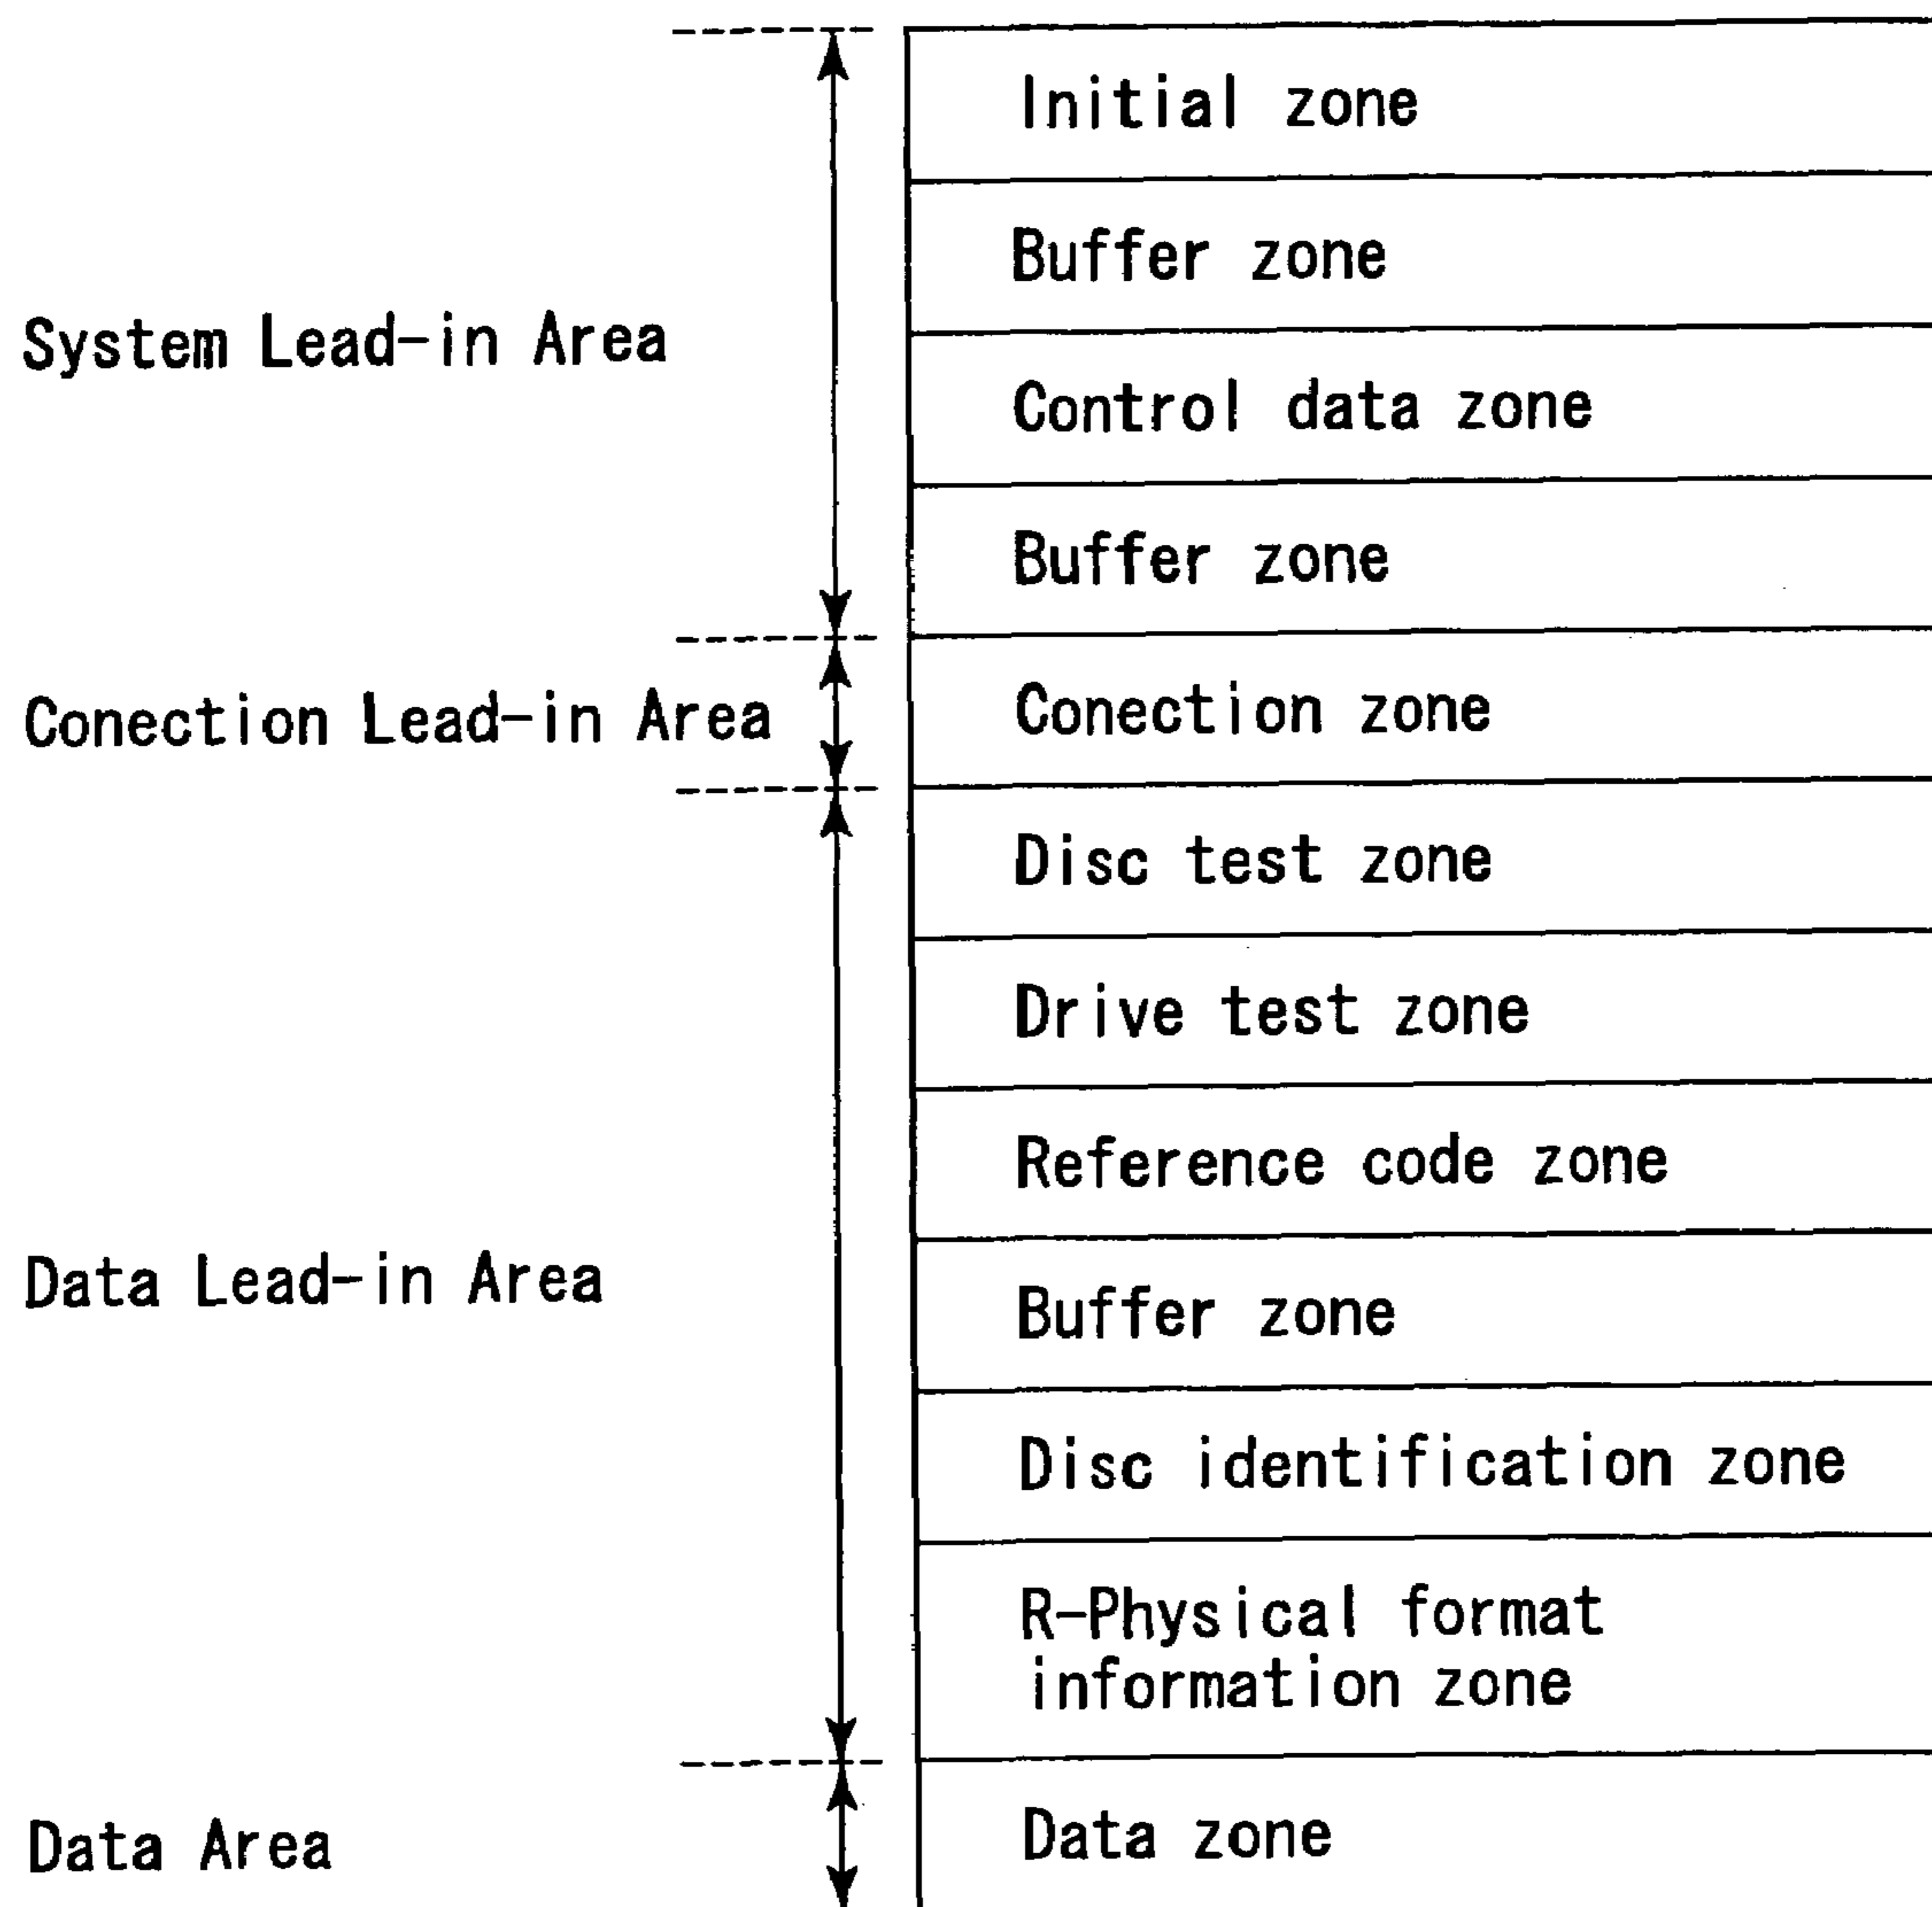 Initial zone
Buffer zone
System Lead-in Area
Control data zone
Buffer zone
Conection Lead-in Area
Conection zone
Disc test zone
Drive test zone
Reference code zone
Data Lead-in Area
Buffer zone
Disc identification zone
R-Physical format
information zone
Data Area
Data zone